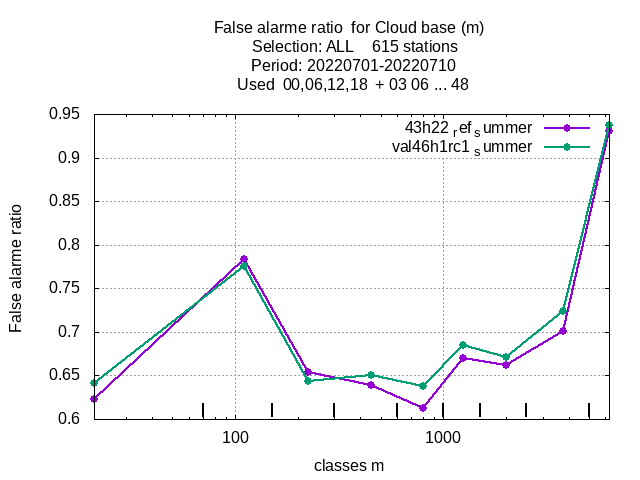 False alarme ratio  for Cloud base (m)
Selection: ALL    615 stations
Period: 20220701-20220710
Used  00,06,12,18  + 03 06 ... 48
43h22 ref summer
val46h1rc1 summer
0.95
0.9
0.85
0.8
0.75
0.7
0.65
0.6
False alarme ratio
100 1000
classes m